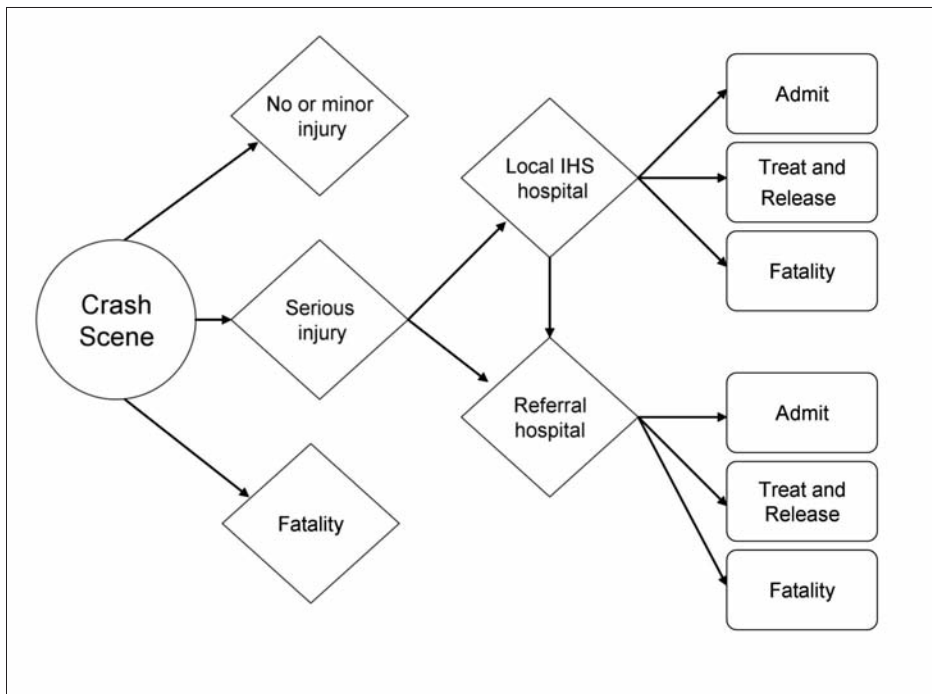 No or minor
injury
Crash
Scene
Serious
injury
Fatality
Local IHS
hospital
Referral
hospital
Admit
Treat and
Release
Fatality
Admit
Treat and
Release
Fatality